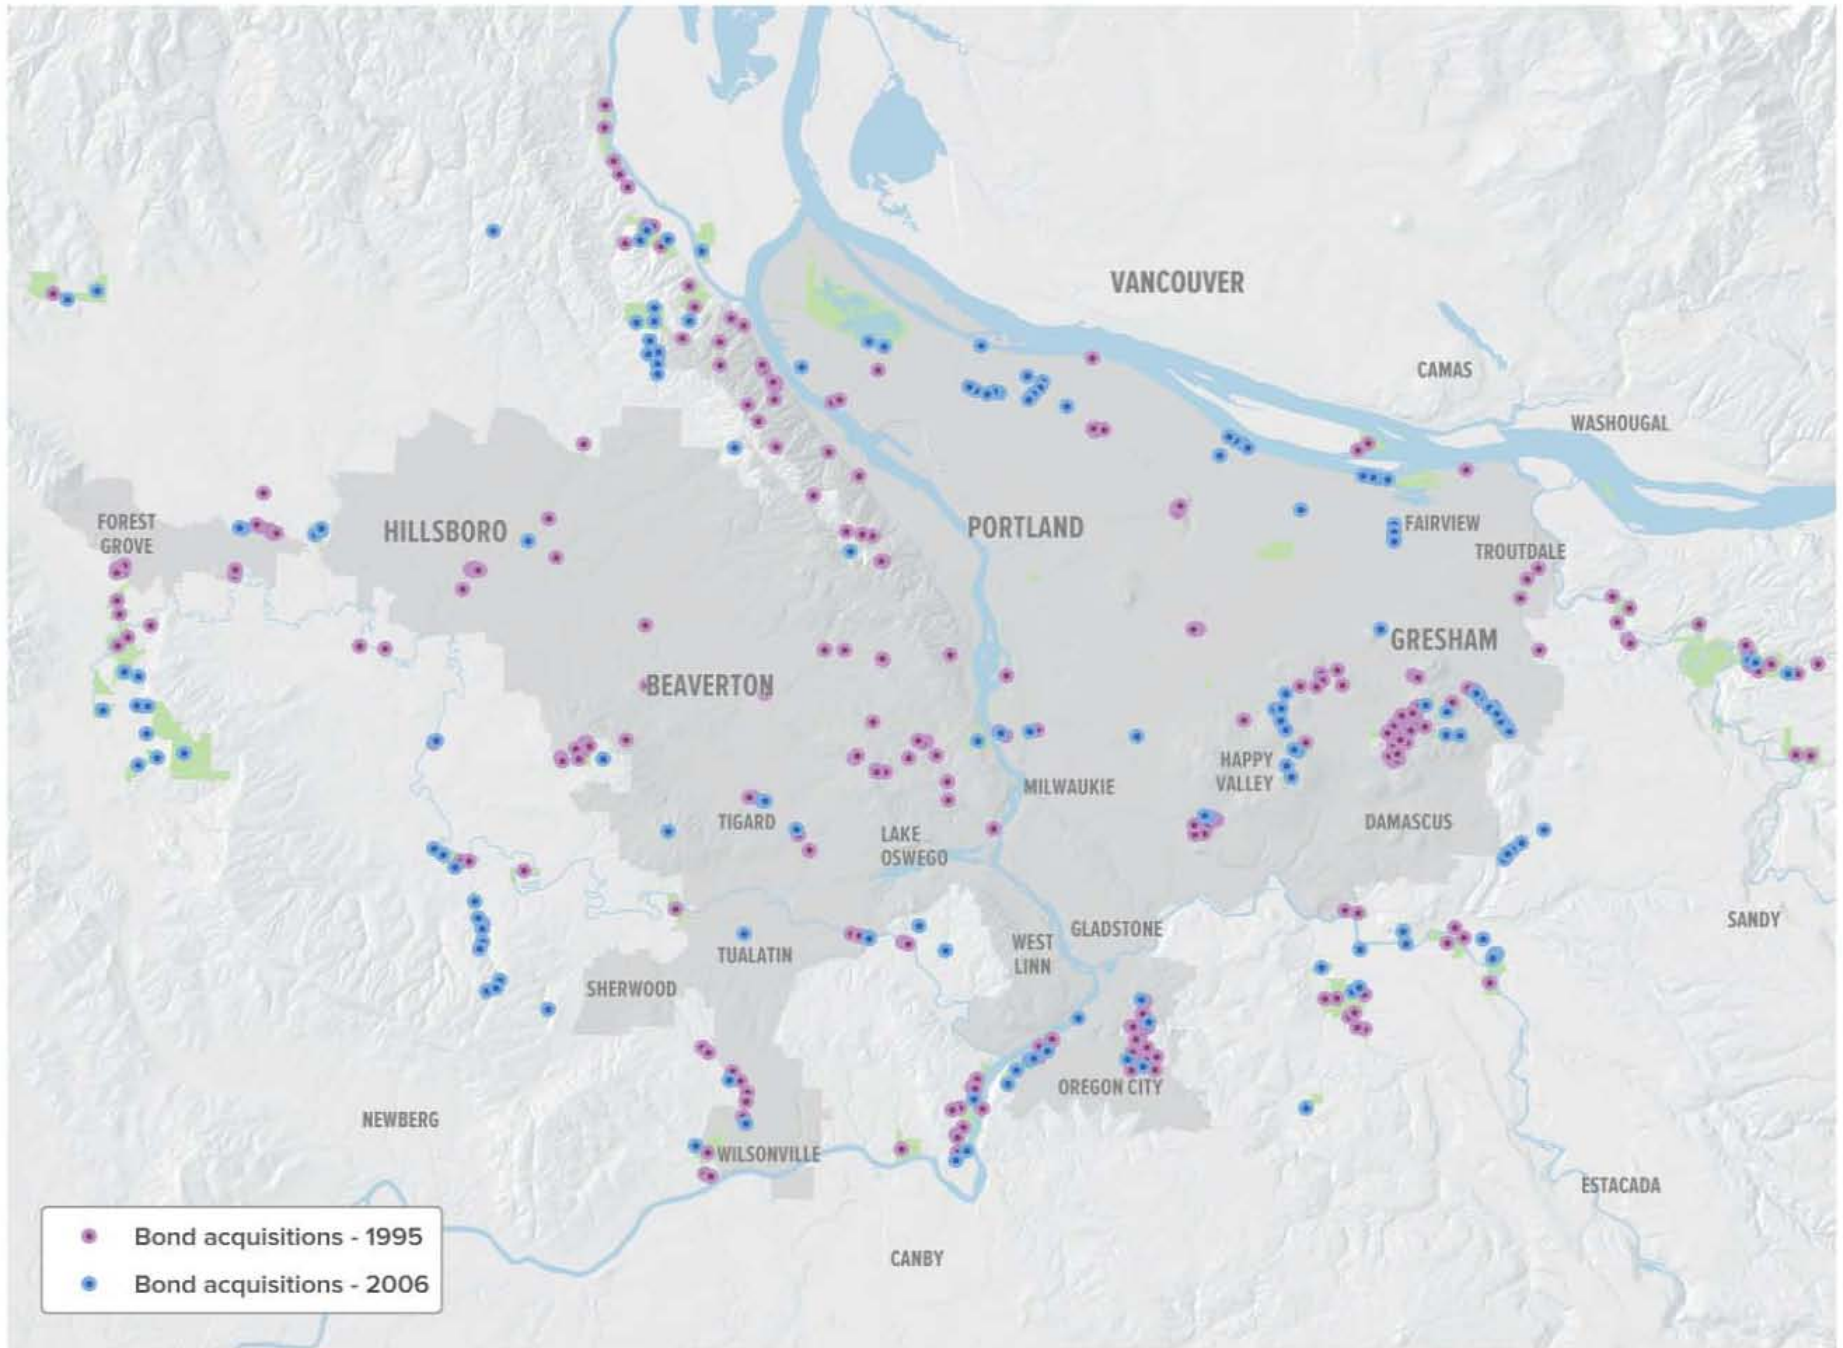 VANCOUVER
CAMAS
WASHOUGAL
FOREST
GROVE
HILLSBORO
PORTLAND
FAIRVIEW
TROUTDALE
GRESHAM
BEAVERTON
HAPPY
VALLEY
MILWAUKIE
TIGARD
LAKE
OSWEGO
DAMASCUS
SANDY
GLADSTONE
WEST
LINN
TUALATIN
SHERWOOD
OREGON CITY
NEWBERG
WILSONVILLE
ESTACADA
CANBY
Bond acquisitions - 1995
Bond acquisitions - 2006